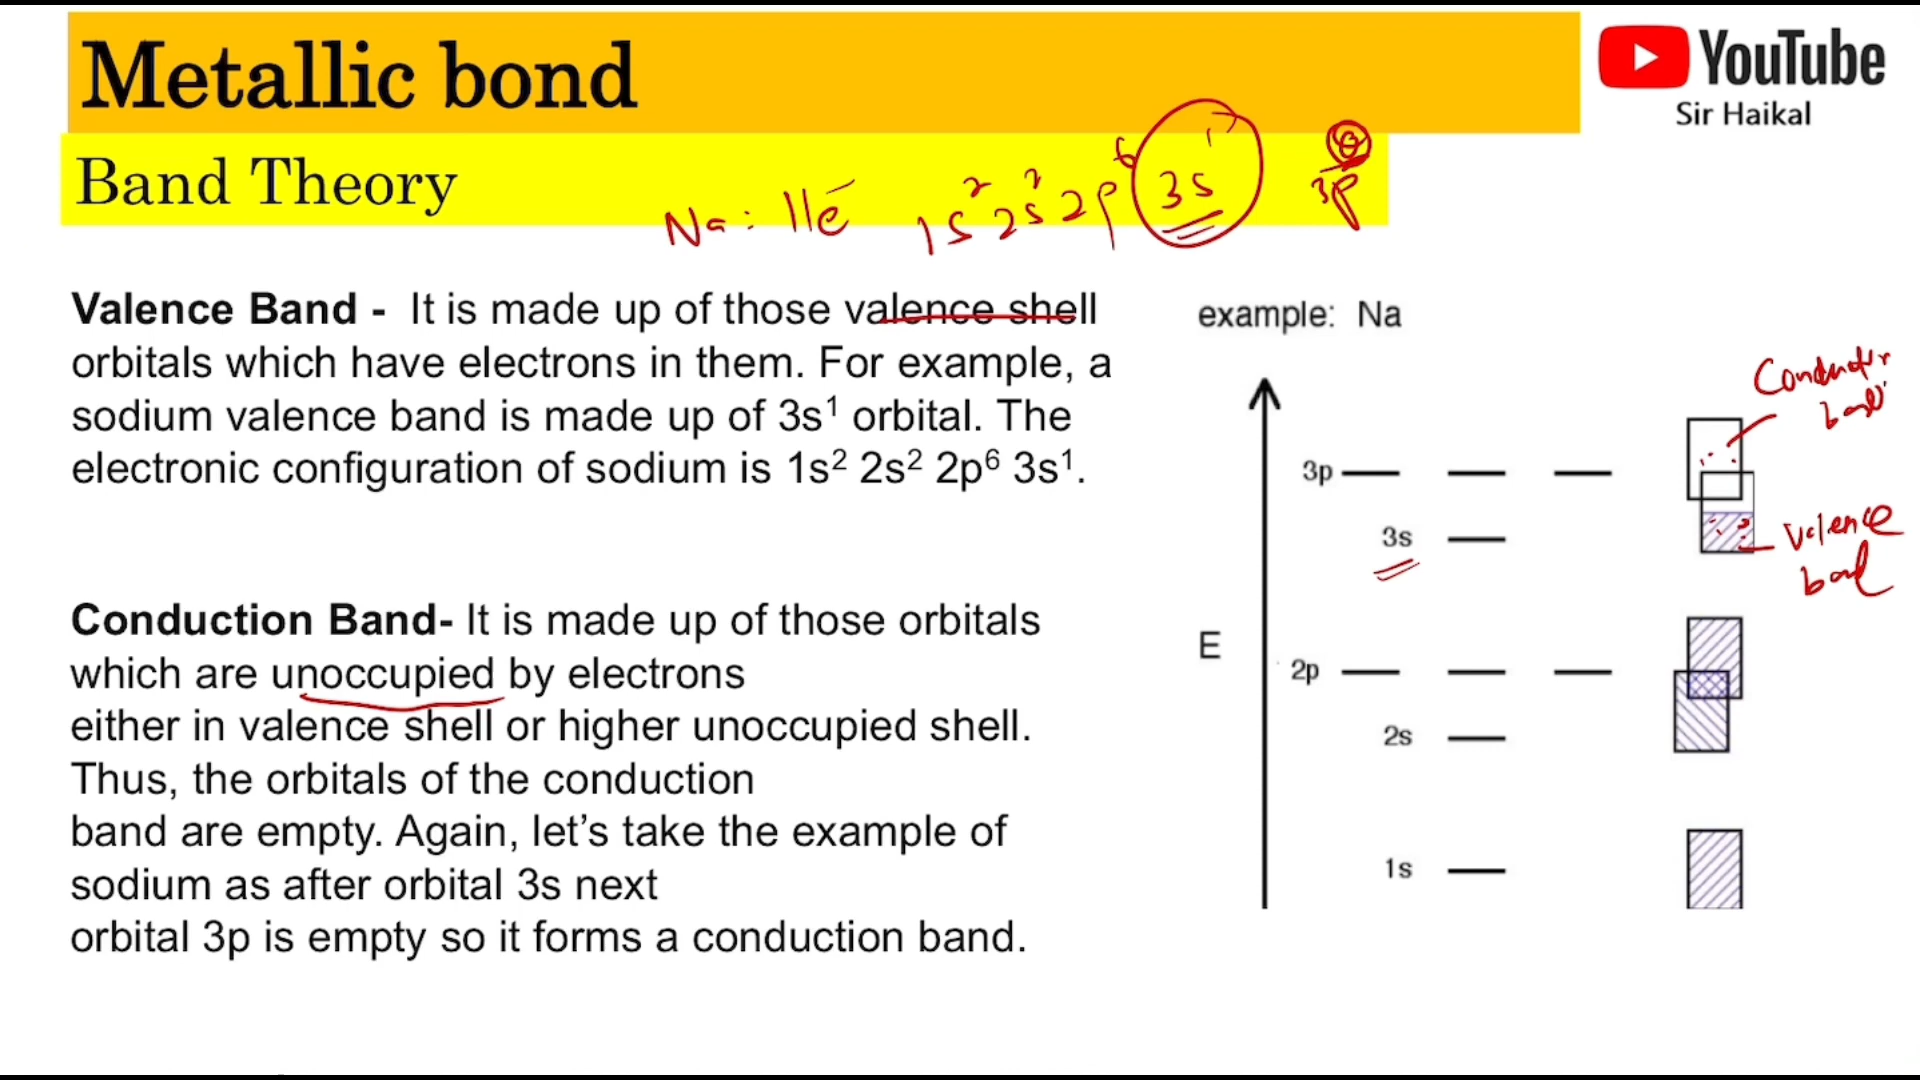 Metallic bond
YouTube
Sir Haikal
Band Theory
Na: 11e⁻ 1s² 2s² 2p⁶ 3s¹ 3p⁰
Valence Band - It is made up of those valence shell
orbitals which have electrons in them. For example, a
sodium valence band is made up of 3s¹ orbital. The
electronic configuration of sodium is 1s² 2s² 2p⁶ 3s¹.
Conduction Band- It is made up of those orbitals
which are unoccupied by electrons
either in valence shell or higher unoccupied shell.
Thus, the orbitals of the conduction
band are empty. Again, let’s take the example of
sodium as after orbital 3s next
orbital 3p is empty so it forms a conduction band.
example: Na
3p
3s
E
2p
2s
1s
Valence